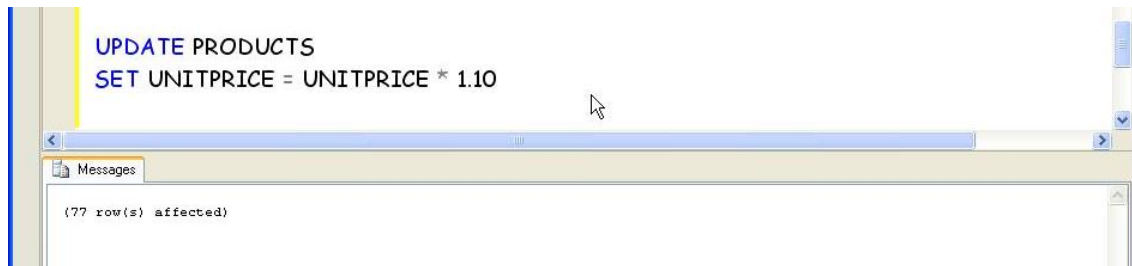 UPDATE PRODUCTS
SET UNITPRICE = UNITPRICE * 1.10
Messages
(77 row(s) affected)